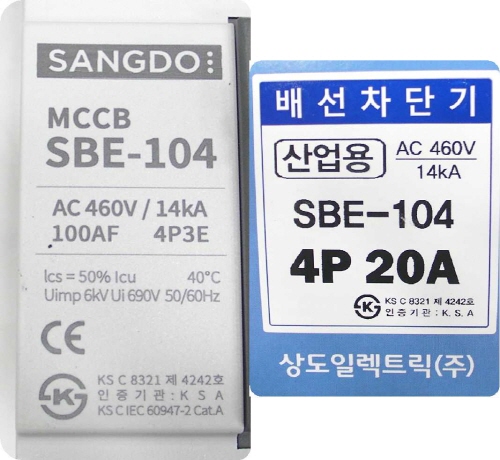 SANGDO
MCCB
SBE-104
AC 460V / 14kA
100AF 4P3E
Ics = 50% Icu 40°C
Uimp 6kV Ui 690V 50/60Hz
CE
KS C 8321 제 4242호
인 증 기 관 : K S A
KS C IEC 60947-2 Cat.A
배선차단기
산업용
AC 460V
14kA
SBE-104
4P 20A
KS C 8321 제 4242호
인 증 기 관 : K. S. A
상도일렉트릭(주)